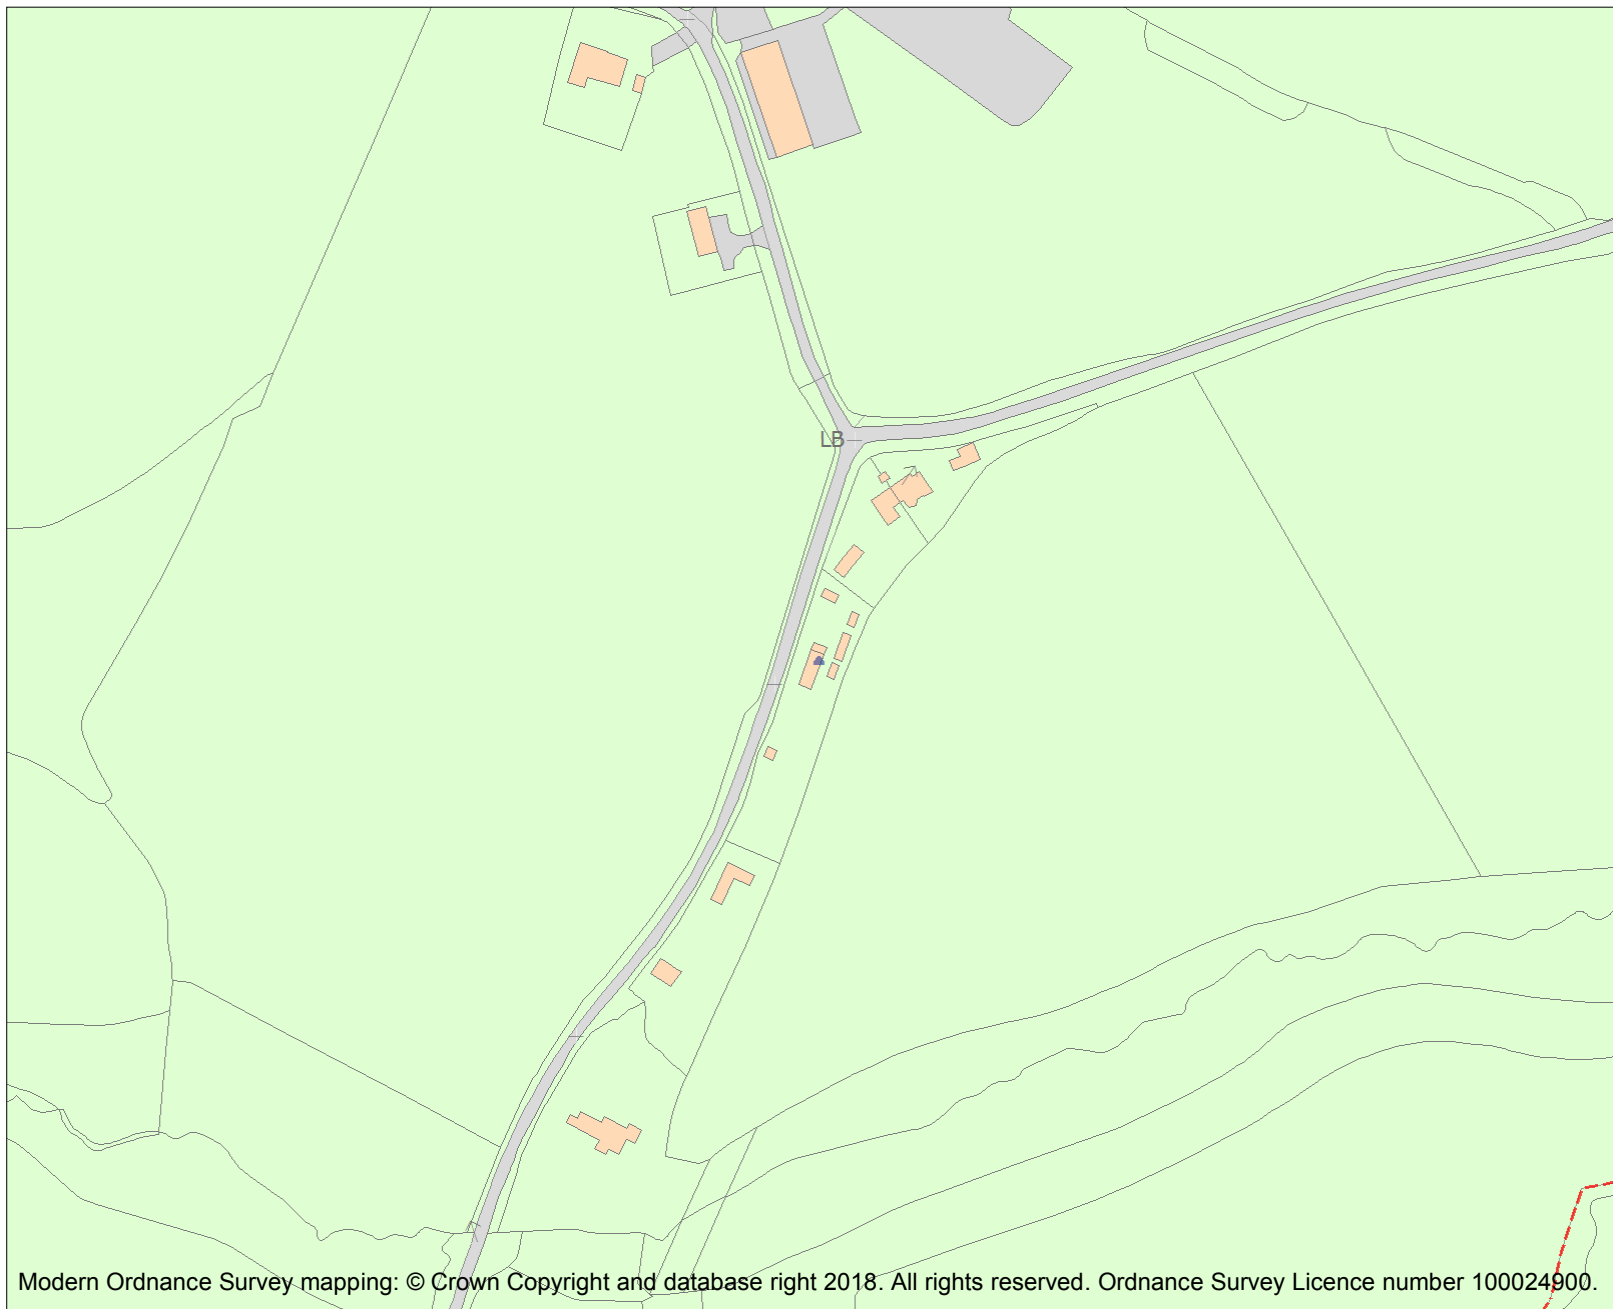 LB
Modern Ordnance Survey mapping: © Crown Copyright and database right 2018. All rights reserved. Ordnance Survey Licence number 100024900.